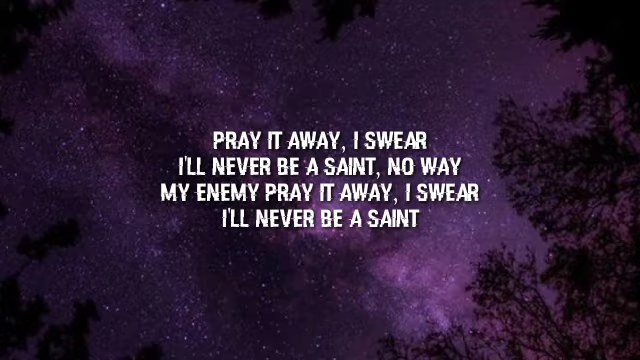 PRAY IT AWAY, I SWEAR
I'LL NEVER BE A SAINT, NO WAY
MY ENEMY PRAY IT AWAY, I SWEAR
I'LL NEVER BE A SAINT